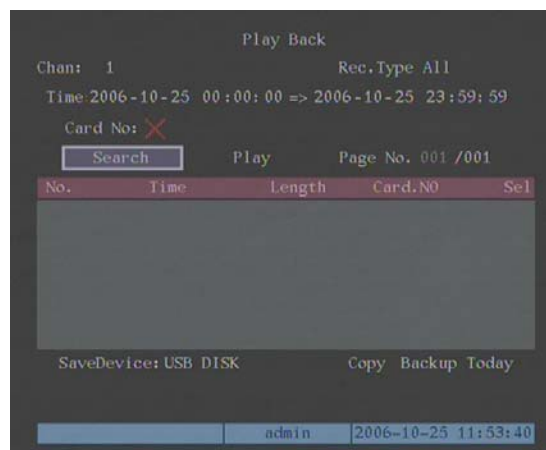 Play Back
Chan: 1 Rec.Type All
Time:2006-10-25 00:00:00 => 2006-10-25 23:59:59
Card No:
Search Play Page No. 001 /001
No. Time Length Card.NO Sel
SaveDevice:USB DISK Copy Backup Today
admin 2006-10-25 11:53:40